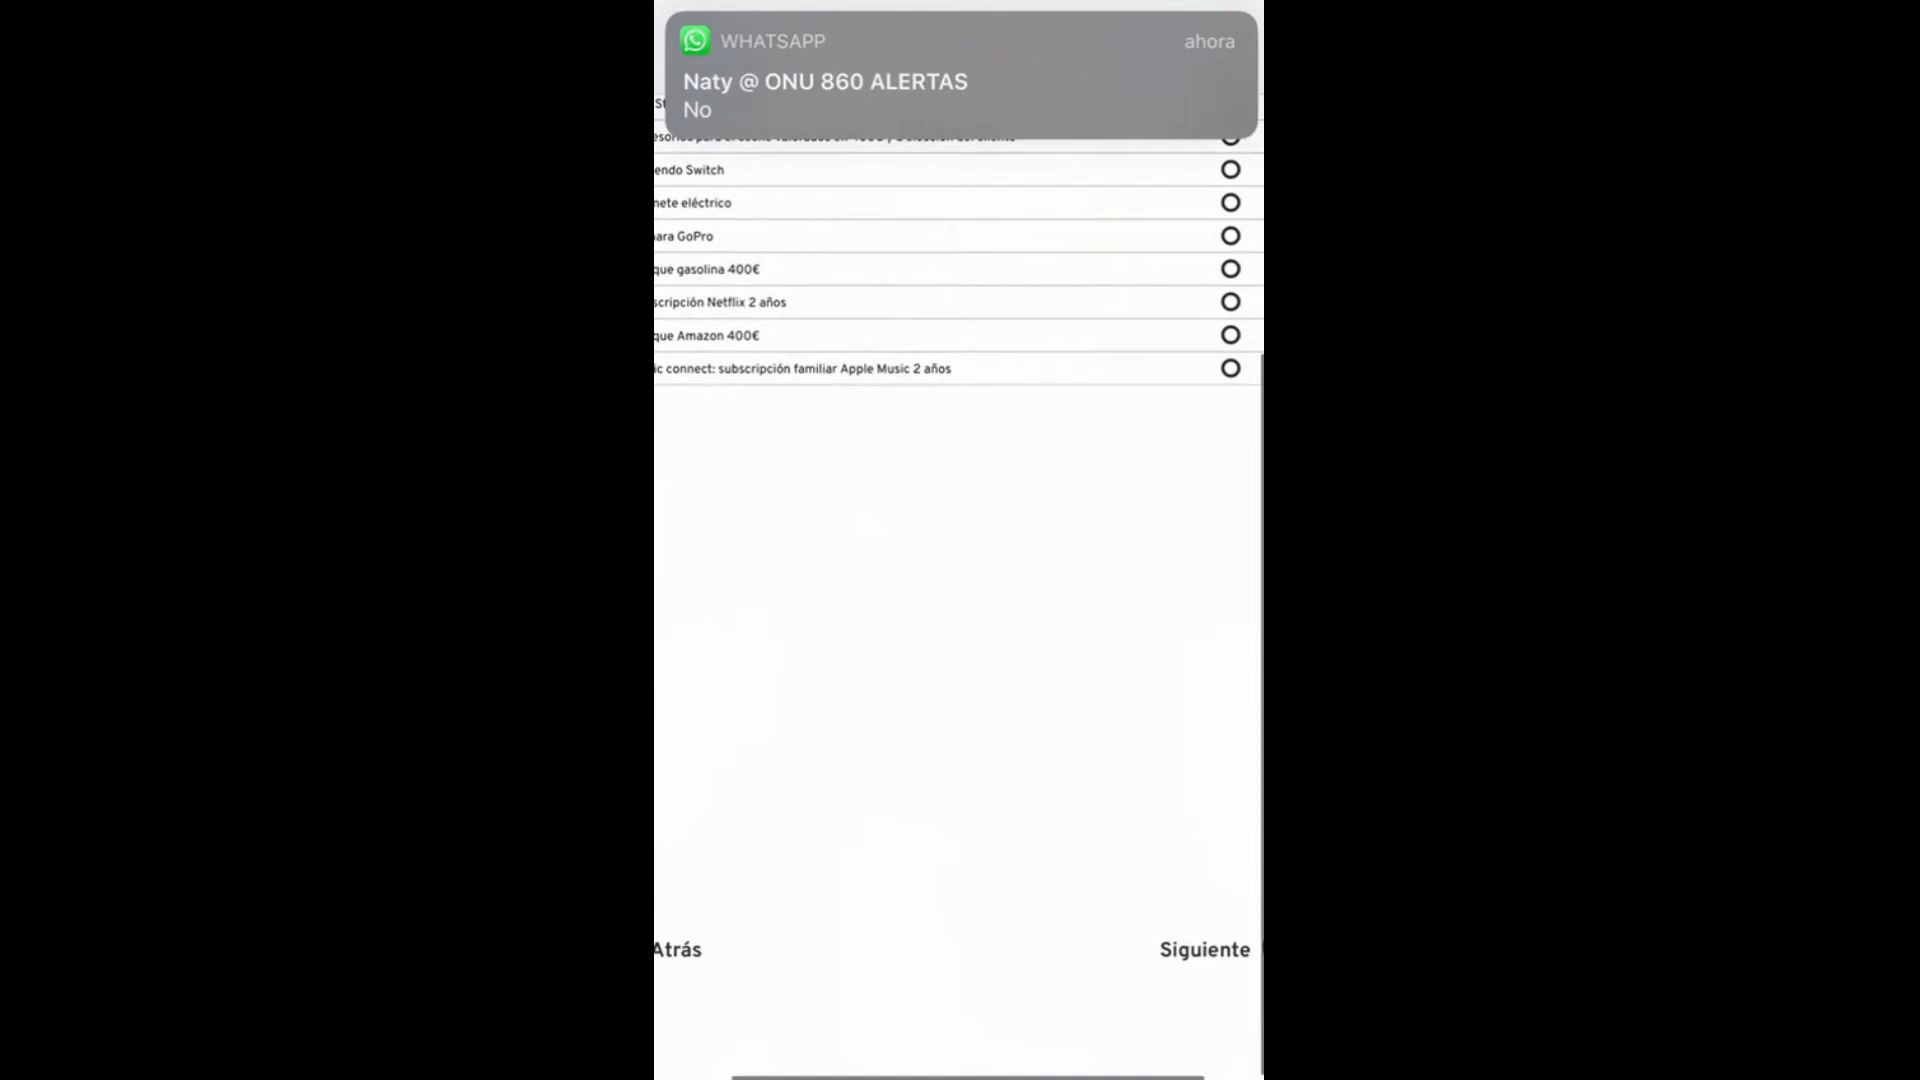 WHATSAPP
ahora
Naty @ ONU 860 ALERTAS
No
endo Switch
nete eléctrico
ara GoPro
que gasolina 400€
scripción Netflix 2 años
que Amazon 400€
ic connect: subscripción familiar Apple Music 2 años
Atrás
Siguiente